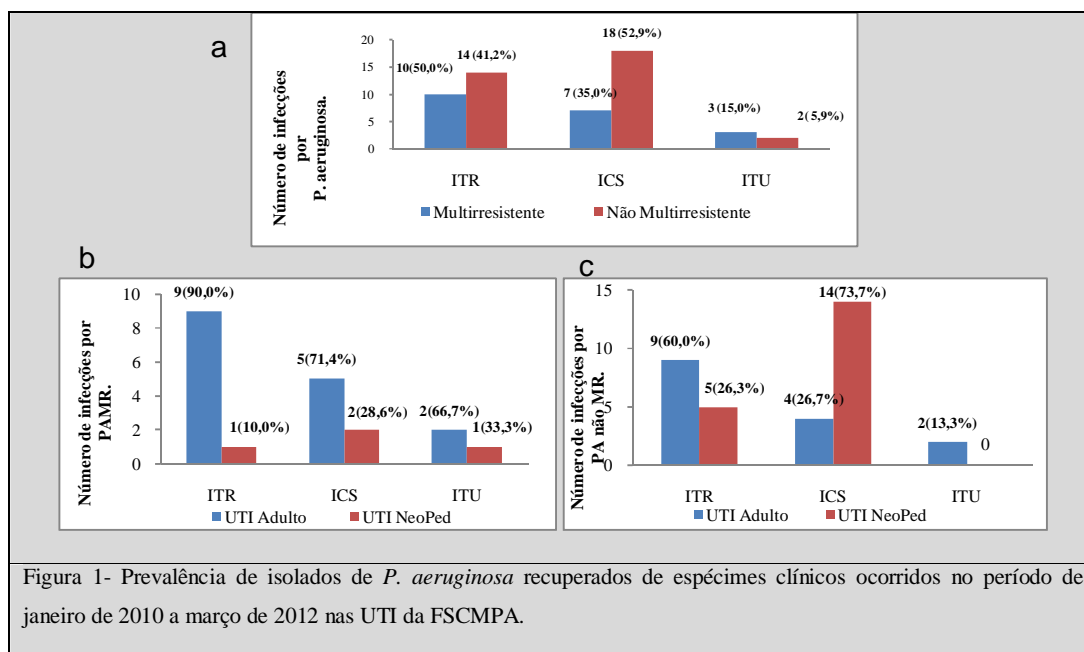 a
Número de infecções
por
P. aeruginosa.
20
15
10
5
0
10(50,0%)
14 (41,2%)
7 (35,0%)
18 (52,9%)
3 (15,0%)
2 (5,9%)
ITR
ICS
ITU
Multirresistente
Não Multirresistente
b
Número de infecções por
PAMR.
10
8
6
4
2
0
9(90,0%)
1(10,0%)
5(71,4%)
2(28,6%)
2(66,7%)
1(33,3%)
ITR
ICS
ITU
UTI Adulto
UTI NeoPed
c
Número de infecções por
PA não MR.
15
10
5
0
9(60,0%)
5(26,3%)
4(26,7%)
14(73,7%)
2(13,3%)
0
ITR
ICS
ITU
UTI Adulto
UTI NeoPed
Figura 1- Prevalência de isolados de P. aeruginosa recuperados de espécimes clínicos ocorridos no período de
janeiro de 2010 a março de 2012 nas UTI da FSCMPA.